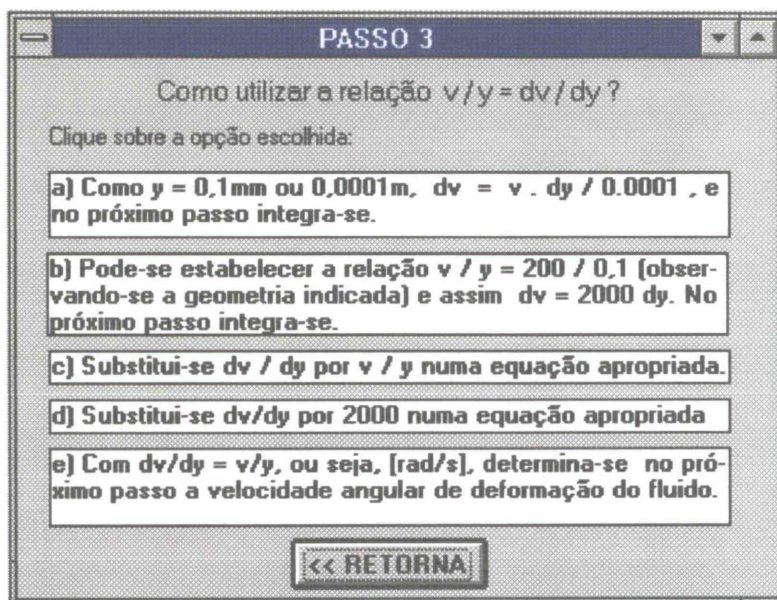 PASSO 3
Como utilizar a relação v/y = dv/dy ?
Clique sobre a opção escolhida:
a) Como y = 0,1mm ou 0,0001m, dv = v . dy / 0.0001 , e
no próximo passo integra-se.
b) Pode-se estabelecer a relação v / y = 200 / 0,1 (obser-
vando-se a geometria indicada) e assim dv = 2000 dy. No
próximo passo integra-se.
c) Substitui-se dv / dy por v / y numa equação apropriada.
d) Substitui-se dv/dy por 2000 numa equação apropriada
e) Com dv/dy = v/y, ou seja, [rad/s], determina-se no pró-
ximo passo a velocidade angular de deformação do fluido.
<< RETORNA